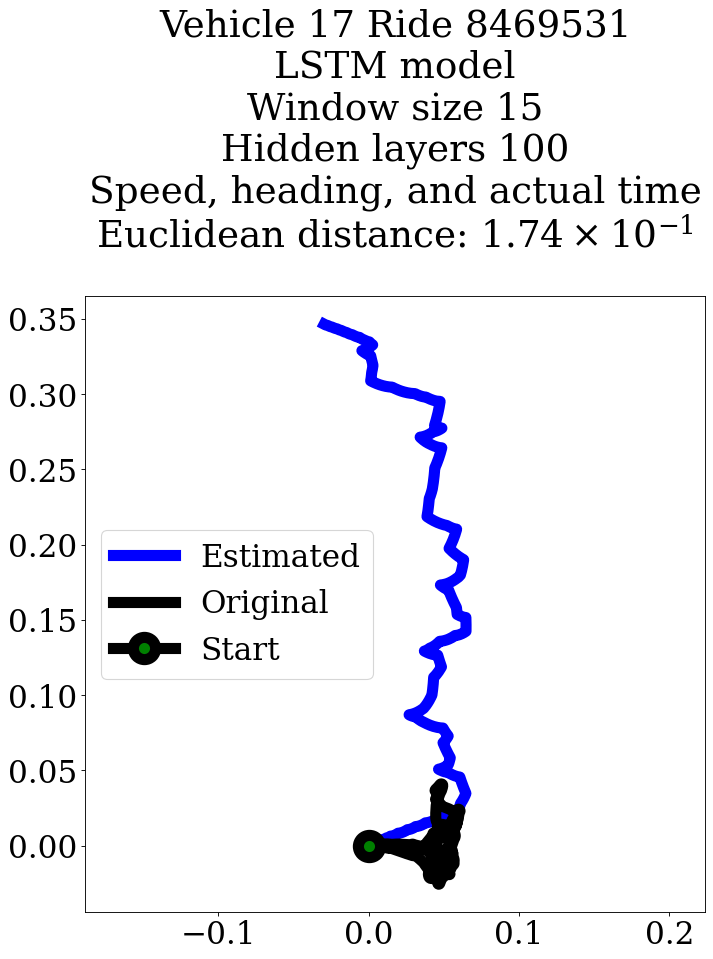 Vehicle 17 Ride 8469531
LSTM model
Window size 15
Hidden layers 100
Speed, heading, and actual time
Euclidean distance: 1.74 × 10⁻¹
0.35
0.30
0.25
0.20
0.15
0.10
0.05
0.00
Estimated
Original
Start
−0.1
0.0
0.1
0.2